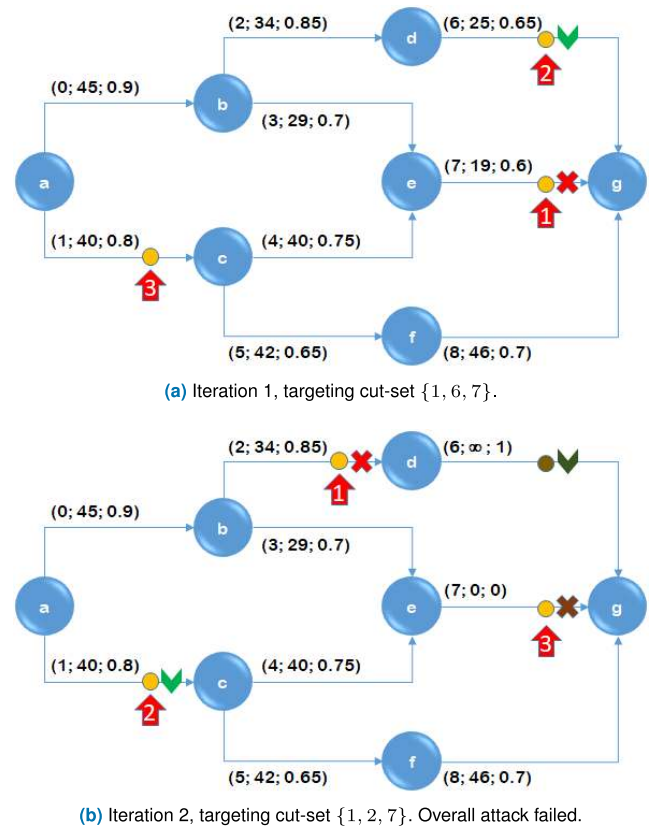 (2; 34; 0.85)
d
(6; 25; 0.65)
2
(0; 45; 0.9)
b
(3; 29; 0.7)
a
e
(7; 19; 0.6)
1
g
(1; 40; 0.8)
3
c
(4; 40; 0.75)
f
(5; 42; 0.65)
(8; 46; 0.7)
(a) Iteration 1, targeting cut-set {1, 6, 7}.
(2; 34; 0.85)
1
d
(6; ∞; 1)
(0; 45; 0.9)
b
(3; 29; 0.7)
a
e
(7; 0; 0)
3
g
(1; 40; 0.8)
2
c
(4; 40; 0.75)
f
(5; 42; 0.65)
(8; 46; 0.7)
(b) Iteration 2, targeting cut-set {1, 2, 7}. Overall attack failed.